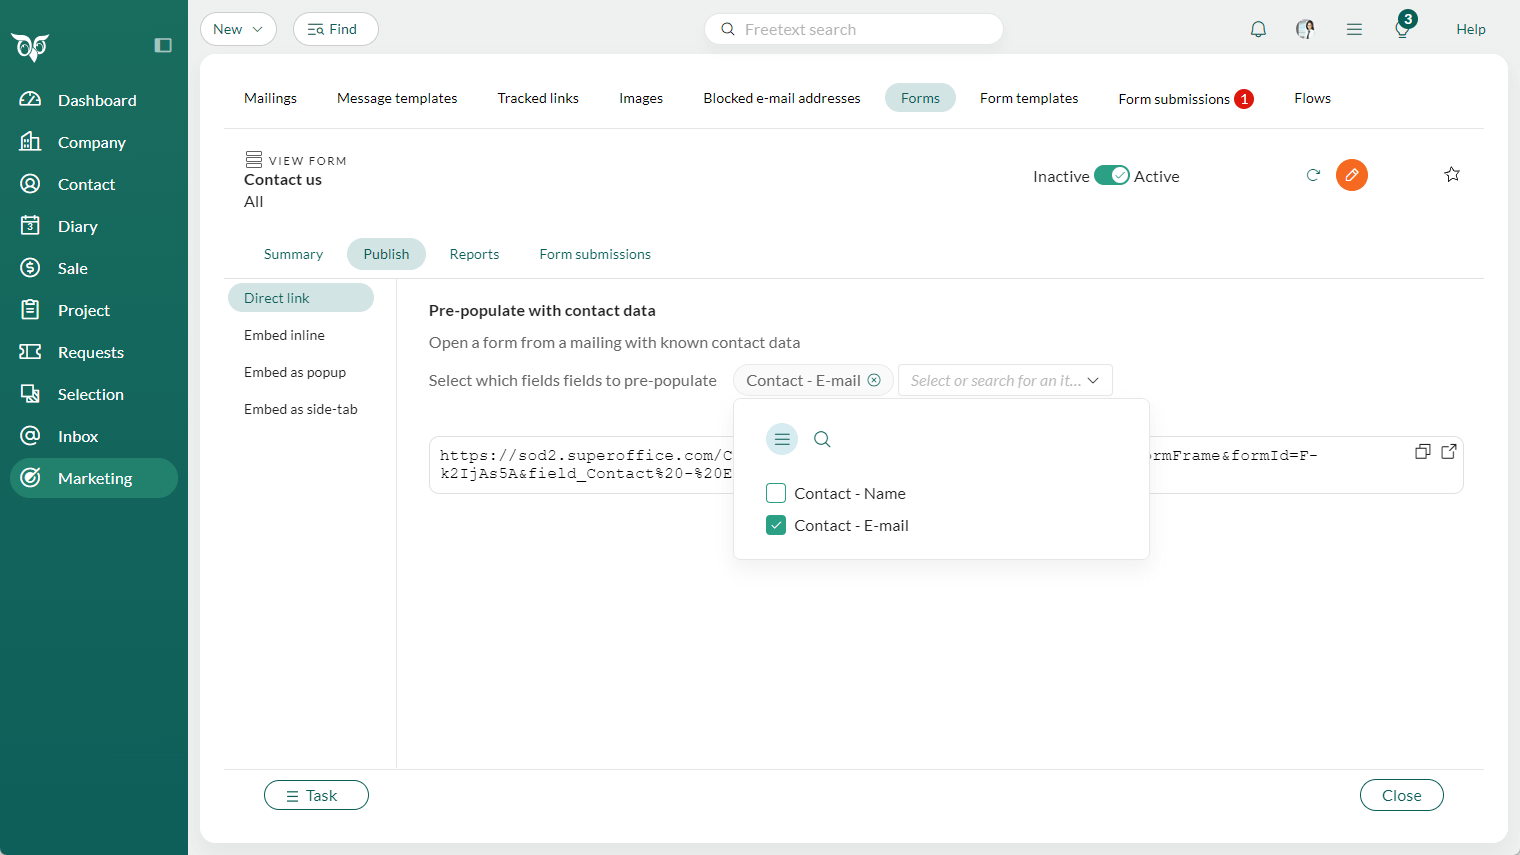 New
Find
Freetext search
3
Help
Dashboard
Company
Contact
3
Diary
Sale
Project
Requests
Selection
Inbox
Marketing
Mailings
Message templates
Tracked links
Images
Blocked e-mail addresses
Forms
Form templates
Form submissions 1
Flows
VIEW FORM
Contact us
All
Inactive
Active
Summary
Publish
Reports
Form submissions
Direct link
Embed inline
Embed as popup
Embed as side-tab
Pre-populate with contact data
Open a form from a mailing with known contact data
Select which fields fields to pre-populate
Contact - E-mail
Select or search for an it...
https://sod2.superoffice.com/C ormFrame&formId=F-
k2IjAs5A&field_Contact%20-%20E
Contact - Name
Contact - E-mail
Task
Close